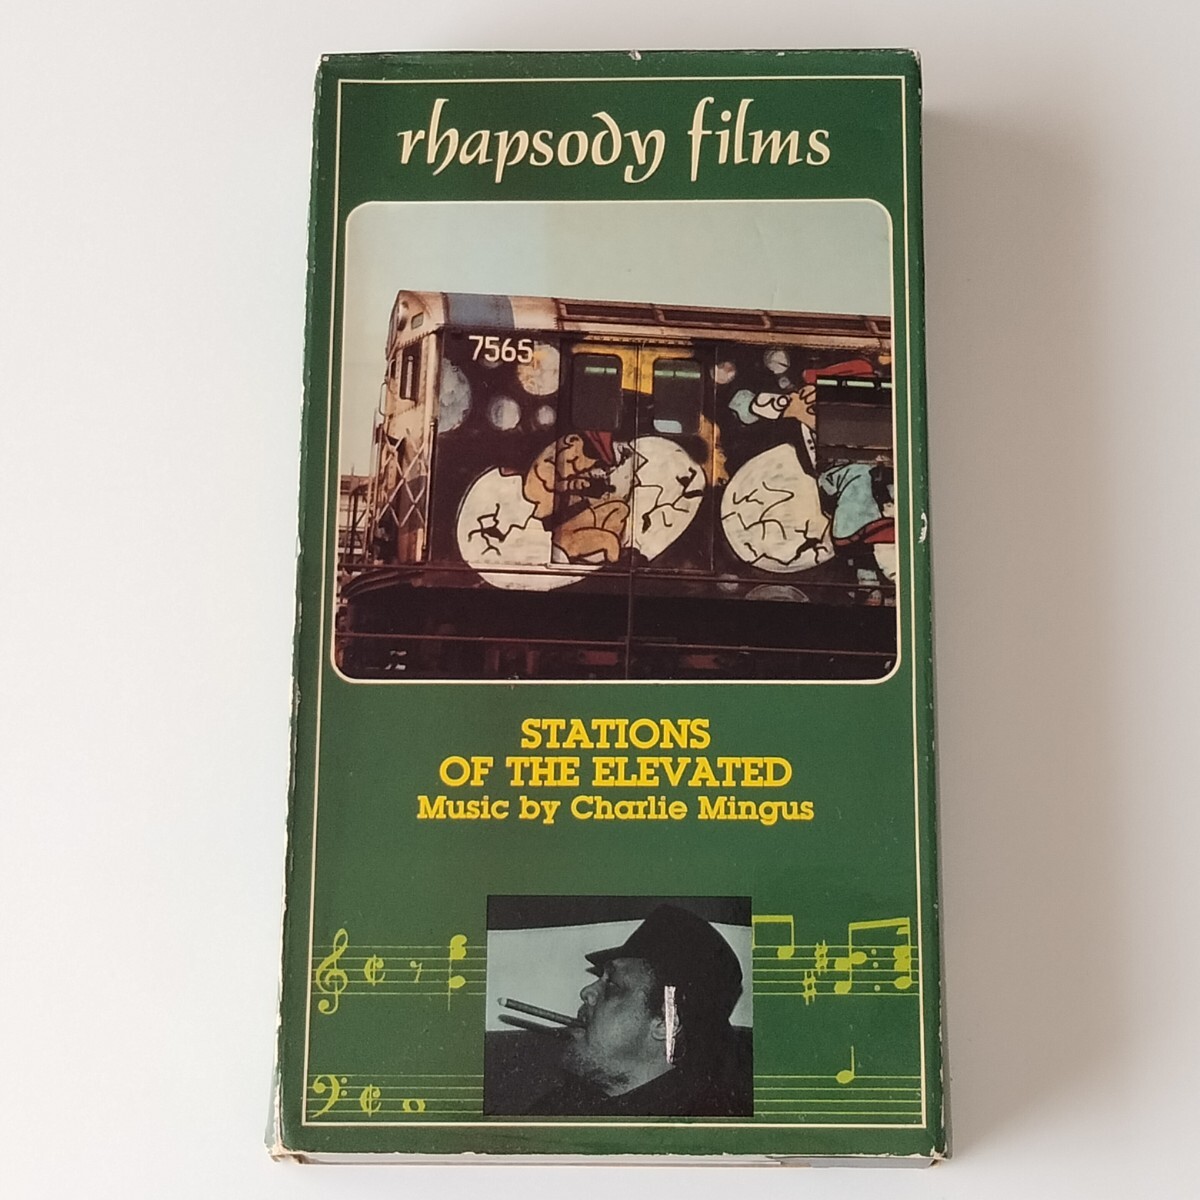 rhapsody films
7565
STATIONS
OF THE ELEVATED
Music by Charlie Mingus